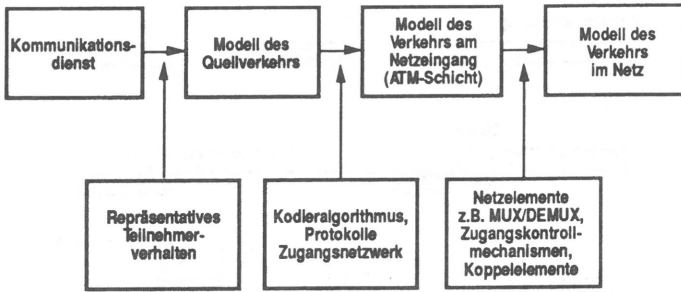 Kommunikations-
dienst
Modell des
Quellverkehrs
Modell des
Verkehrs am
Netzeingang
(ATM-Schicht)
Modell des
Verkehrs
im Netz
Repräsentatives
Teilnehmer-
verhalten
Kodieralgorithmus,
Protokolle
Zugangsnetzwerk
Netzelemente
z.B. MUX/DEMUX,
Zugangskontroll-
mechanismen,
Koppelelemente